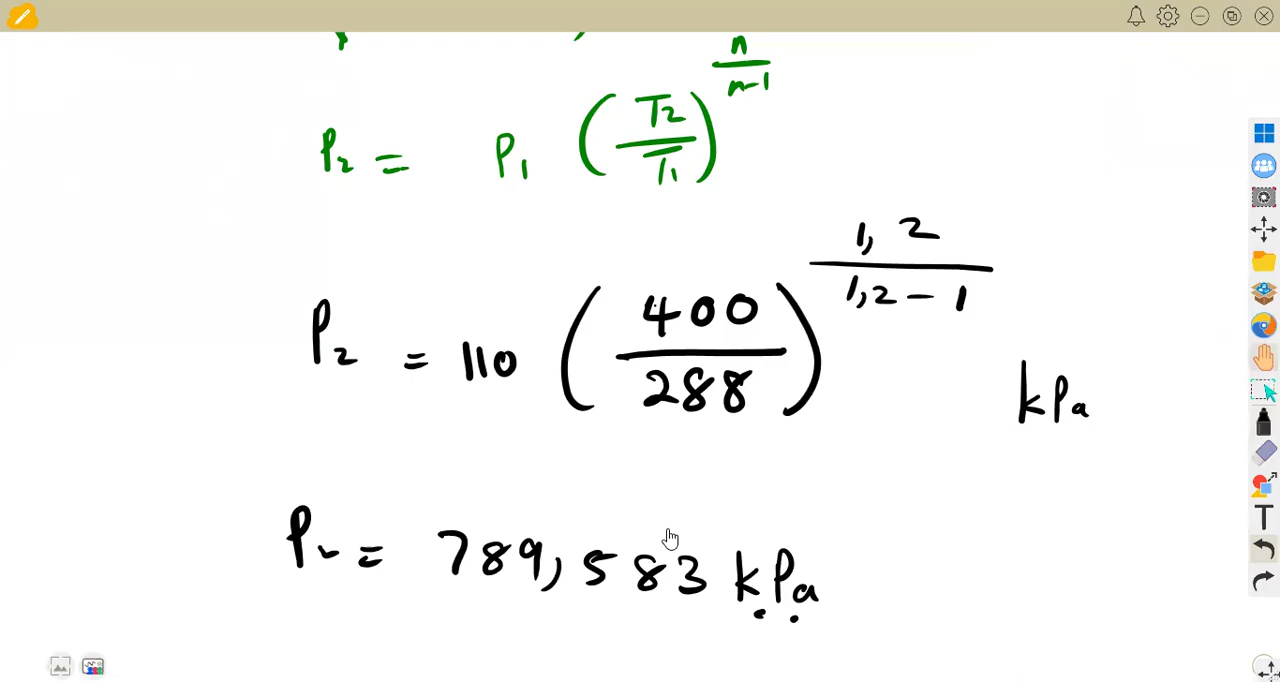 n
n-1
P2 = P1 (T2/T1)
1,2
1,2 - 1
P2 = 110 (400/288) kPa
P2 = 789,583 kPa
T